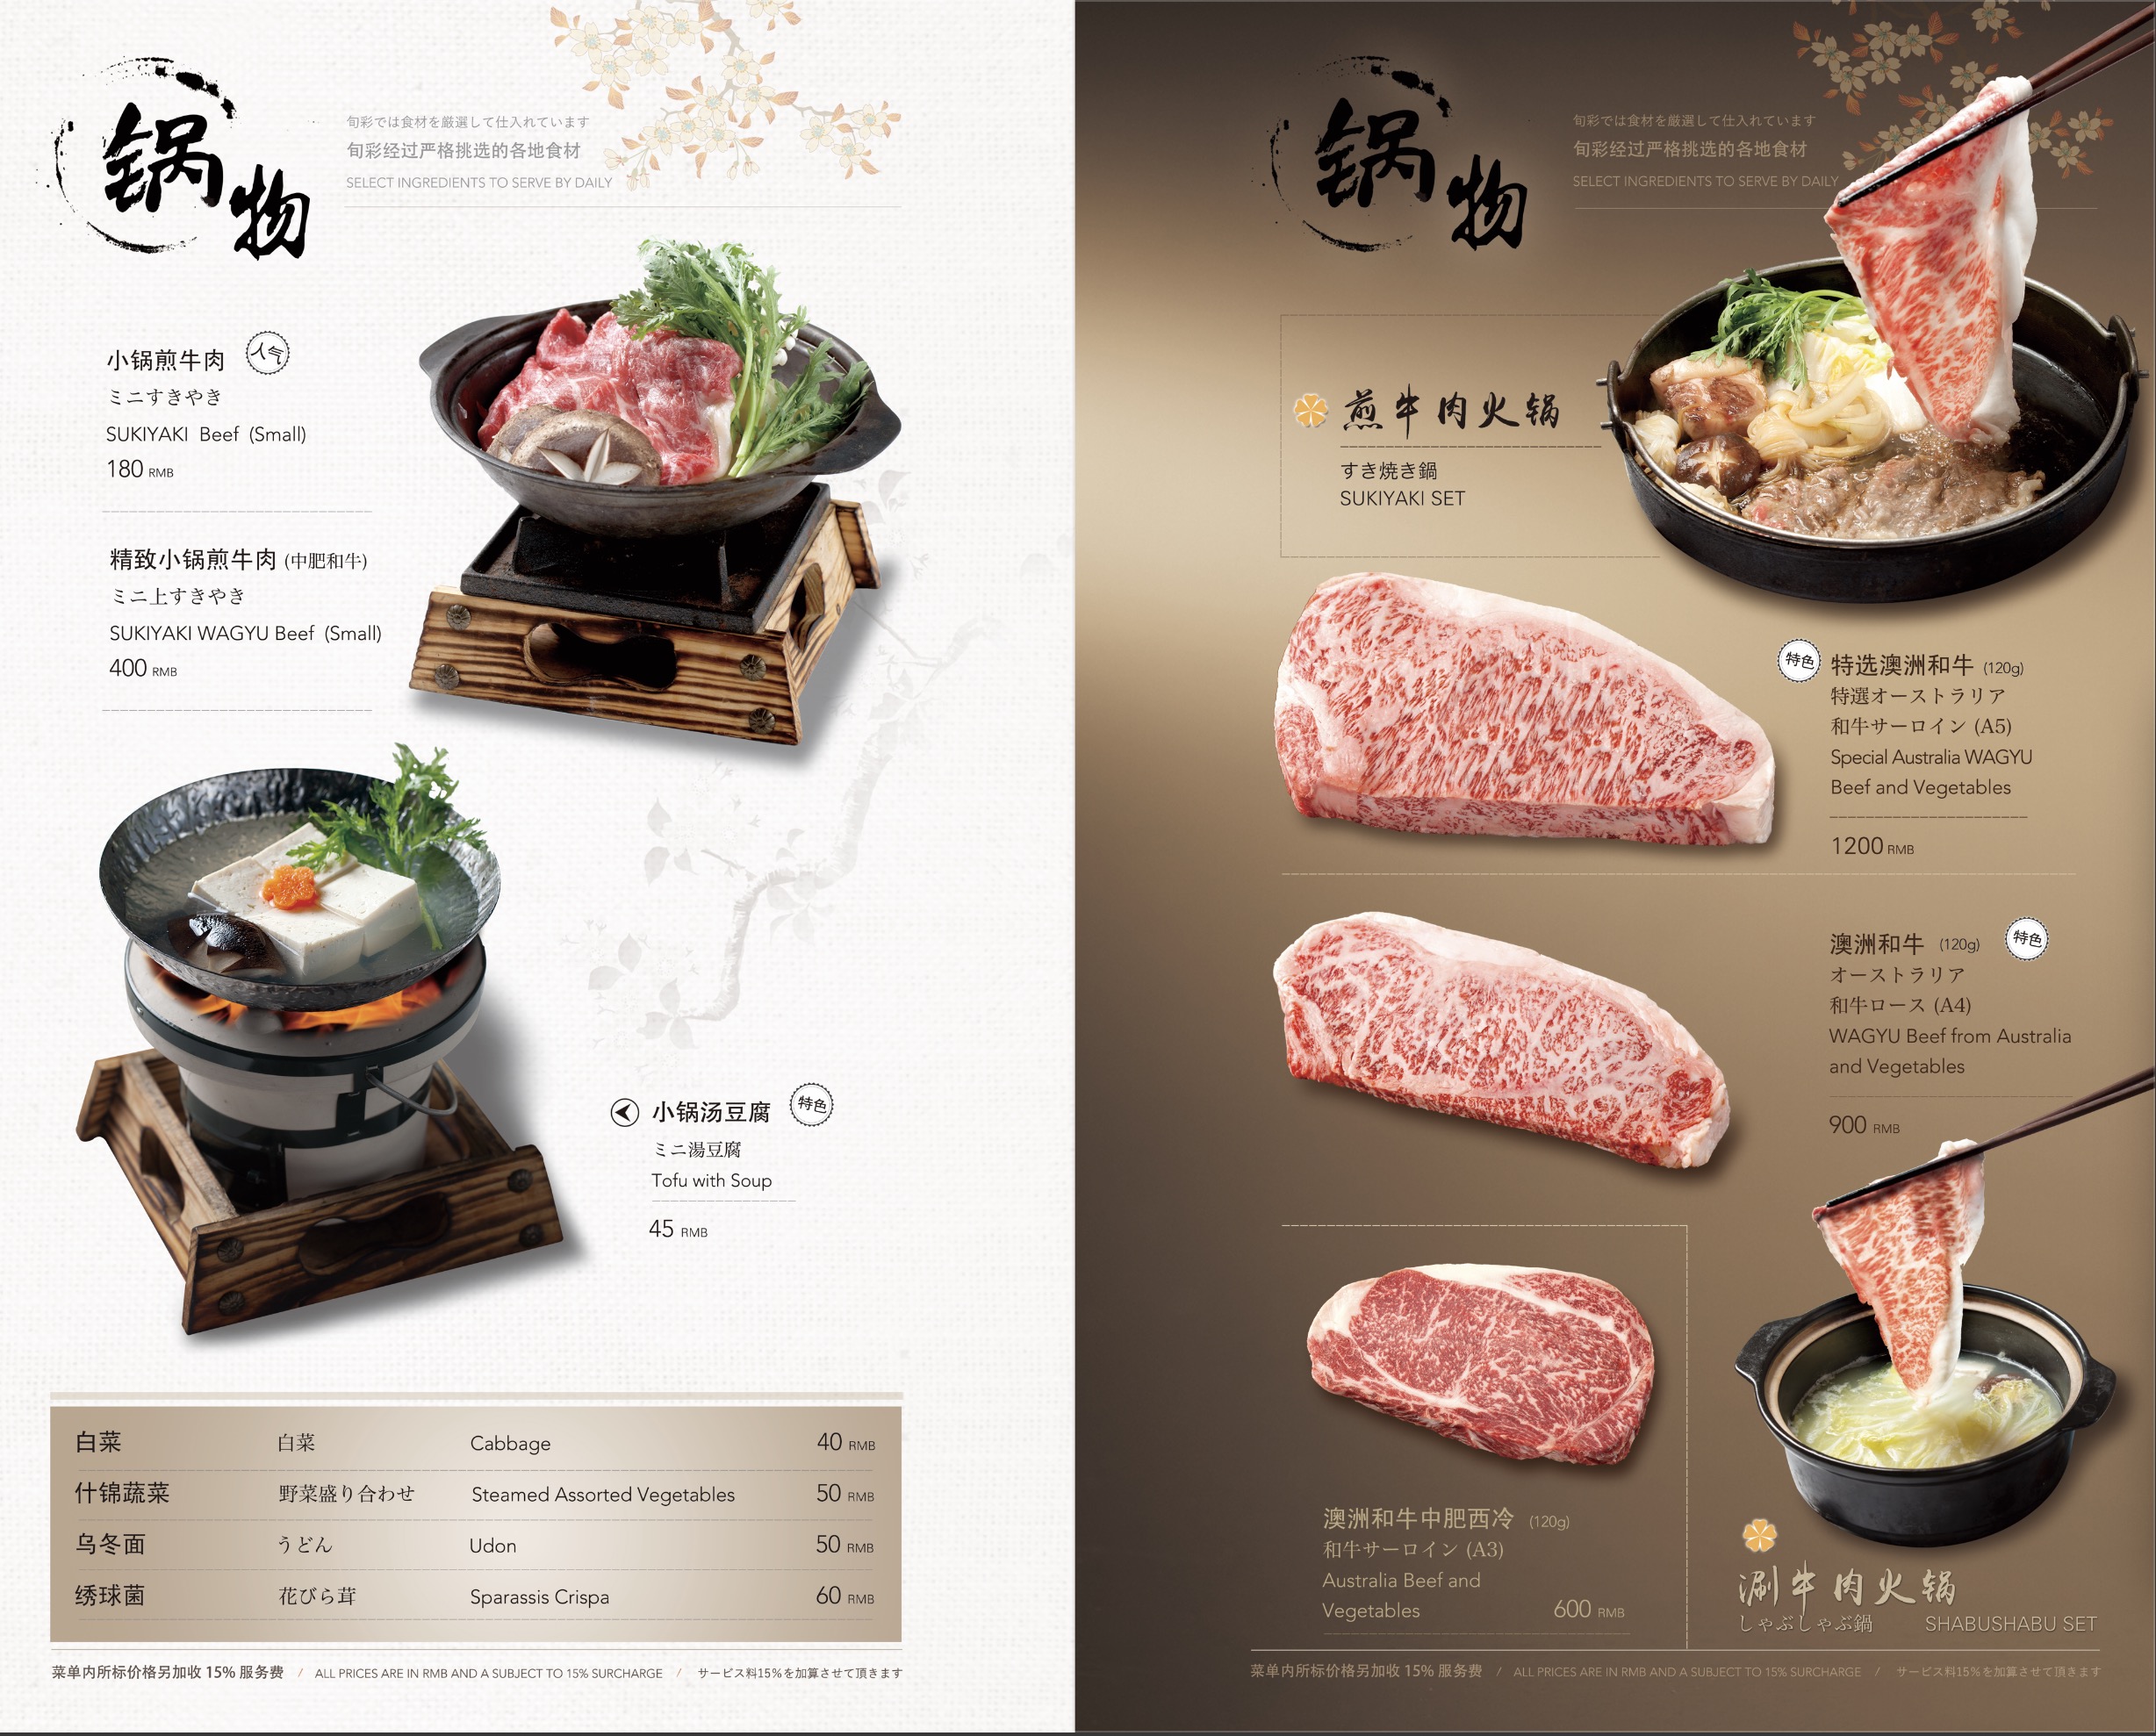 锅物
旬彩では食材を厳選して仕入れています
旬彩经过严格挑选的各地食材
SELECT INGREDIENTS TO SERVE BY DAILY
小锅煎牛肉 人气
ミニすきやき
SUKIYAKI Beef (Small)
180 RMB
精致小锅煎牛肉 (中肥和牛)
ミニ上すきやき
SUKIYAKI WAGYU Beef (Small)
400 RMB
小锅汤豆腐 特色
ミニ湯豆腐
Tofu with Soup
45 RMB
白菜 白菜 Cabbage 40 RMB
什锦蔬菜 野菜盛り合わせ Steamed Assorted Vegetables 50 RMB
乌冬面 うどん Udon 50 RMB
绣球菌 花びら茸 Sparassis Crispa 60 RMB
菜单内所标价格另加收 15% 服务费 / ALL PRICES ARE IN RMB AND A SUBJECT TO 15% SURCHARGE / サービス料15%を加算させて頂きます
锅物
旬彩では食材を厳選して仕入れています
旬彩经过严格挑选的各地食材
SELECT INGREDIENTS TO SERVE BY DAILY
煎牛肉火锅
すき焼き鍋
SUKIYAKI SET
特色 特选澳洲和牛 (120g)
特選オーストラリア
和牛サーロイン (A5)
Special Australia WAGYU
Beef and Vegetables
1200 RMB
澳洲和牛 (120g) 特色
オーストラリア
和牛ロース (A4)
WAGYU Beef from Australia
and Vegetables
900 RMB
澳洲和牛中肥西冷 (120g)
和牛サーロイン (A3)
Australia Beef and
Vegetables 600 RMB
涮牛肉火锅
しゃぶしゃぶ鍋 SHABUSHABU SET
菜单内所标价格另加收 15% 服务费 / ALL PRICES ARE IN RMB AND A SUBJECT TO 15% SURCHARGE / サービス料15%を加算させて頂きます